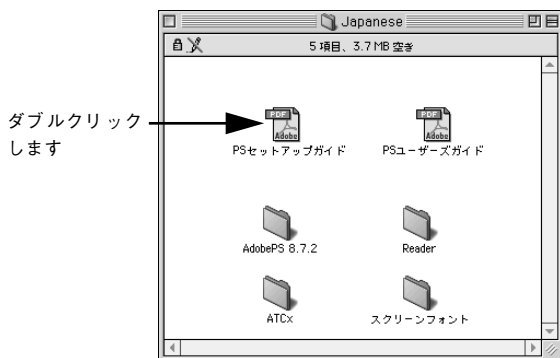 Japanese
5 項目、3.7 MB 空き
ダブルクリック
します
PDF
Adobe
PSセットアップガイド
PDF
Adobe
PSユーザーズガイド
AdobePS 8.7.2
Reader
ATCx
スクリーンフォント